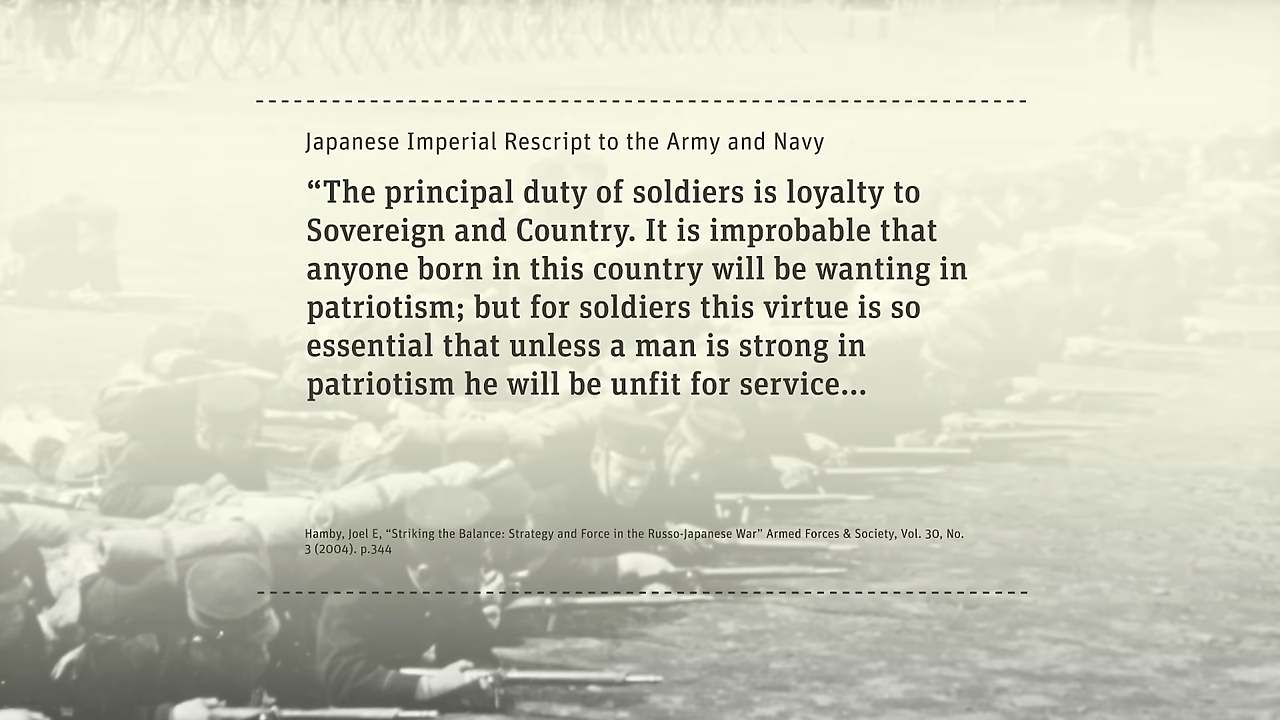 Japanese Imperial Rescript to the Army and Navy
“The principal duty of soldiers is loyalty to
Sovereign and Country. It is improbable that
anyone born in this country will be wanting in
patriotism; but for soldiers this virtue is so
essential that unless a man is strong in
patriotism he will be unfit for service...
Hamby, Joel E, “Striking the Balance: Strategy and Force in the Russo-Japanese War” Armed Forces & Society, Vol. 30, No.
3 (2004). p.344